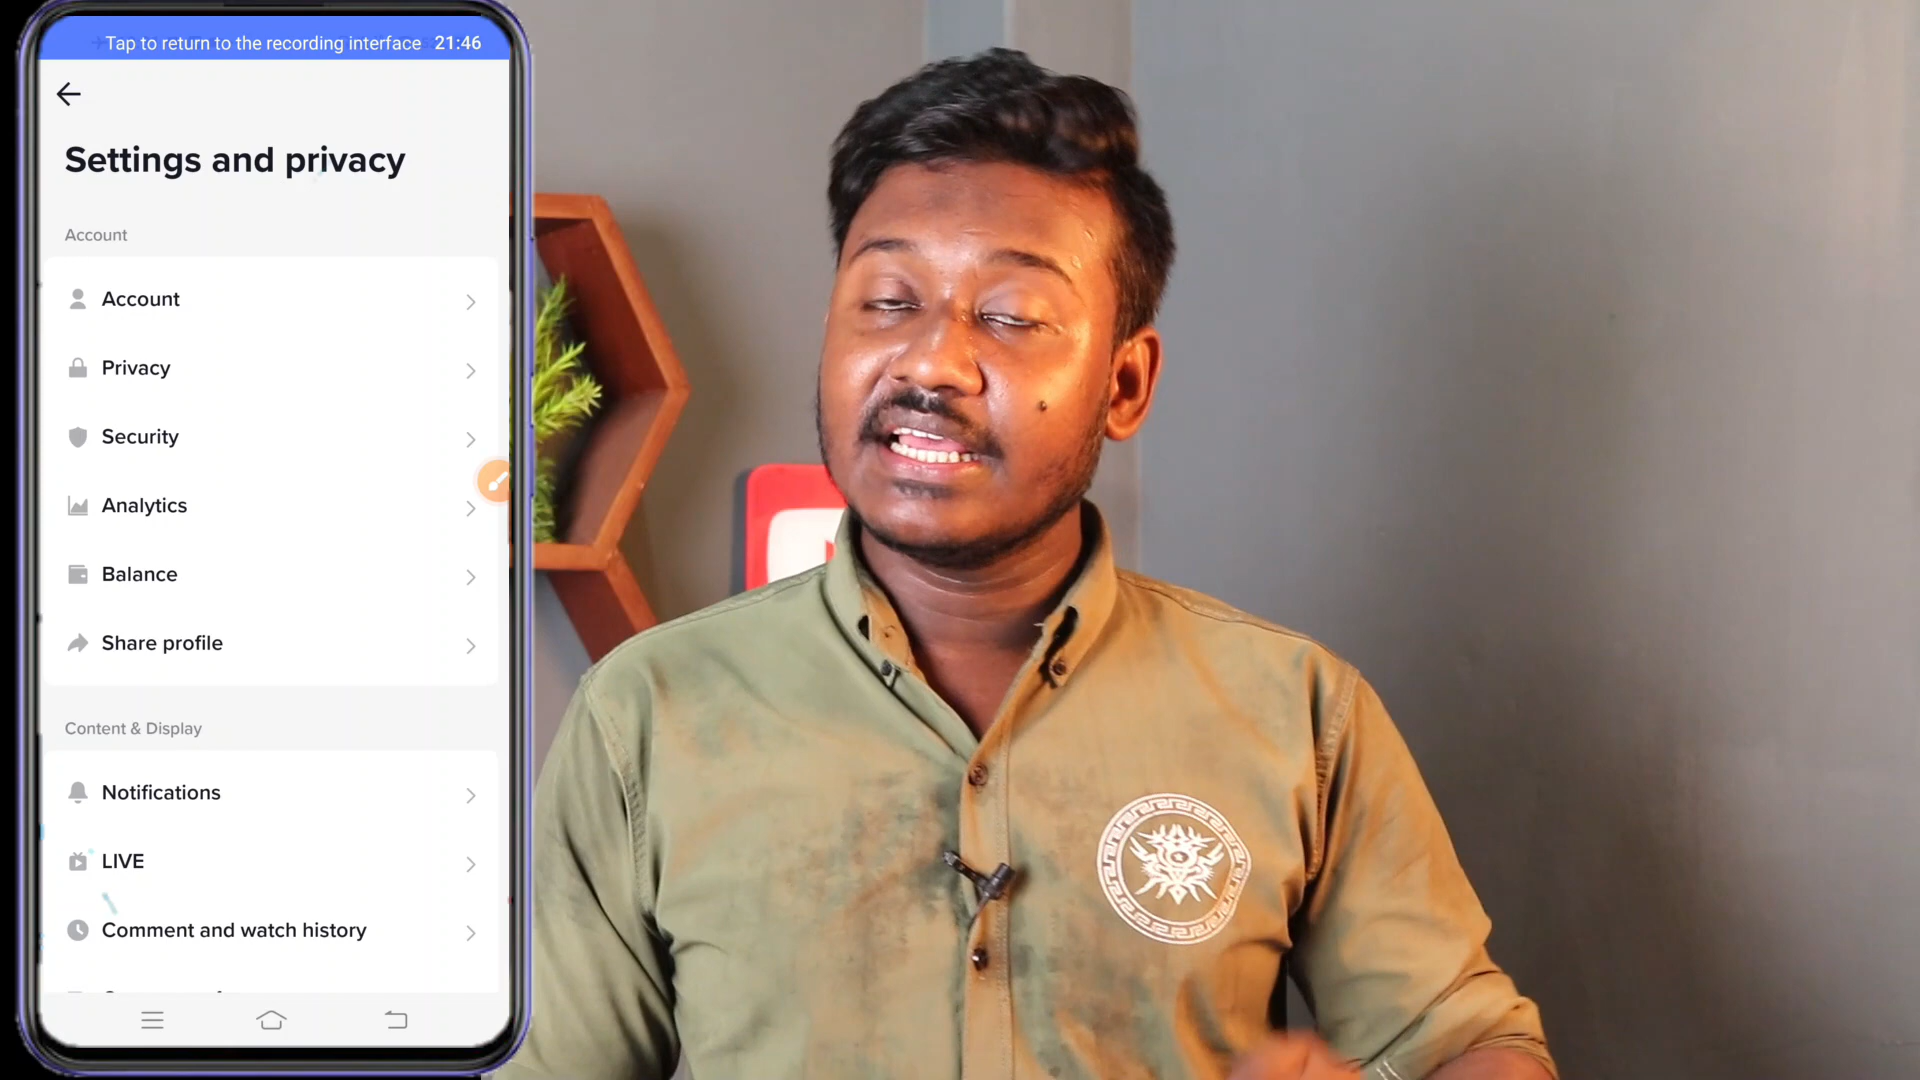 Tap to return to the recording interface 21:46
Settings and privacy
Account
Account
Privacy
Security
Analytics
Balance
Share profile
Content & Display
Notifications
LIVE
Comment and watch history